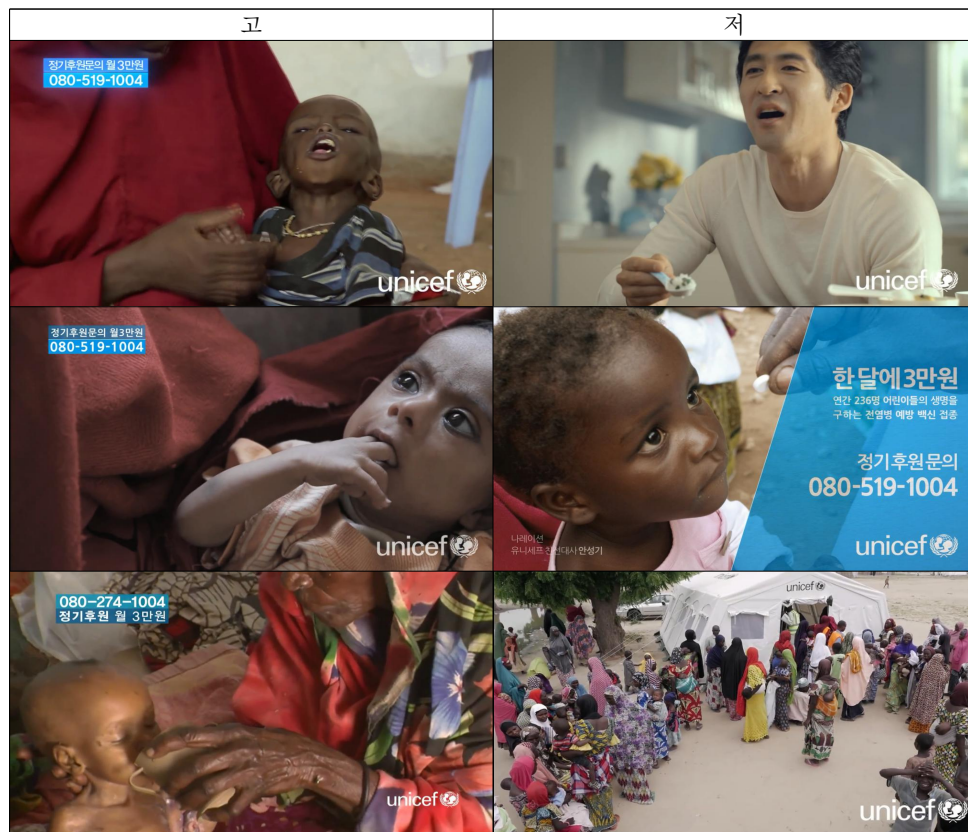 고
저
정기후원문의 월 3만원
080-519-1004
unicef
unicef
정기후원문의 월3만원
080-519-1004
unicef
한 달에 3만원
연간 236명 어린이들의 생명을
구하는 전염병 예방 백신 접종
정기후원문의
080-519-1004
나레이션
유니세프 친선대사 안성기
unicef
080-274-1004
정기후원 월 3만원
unicef
unicef
unicef